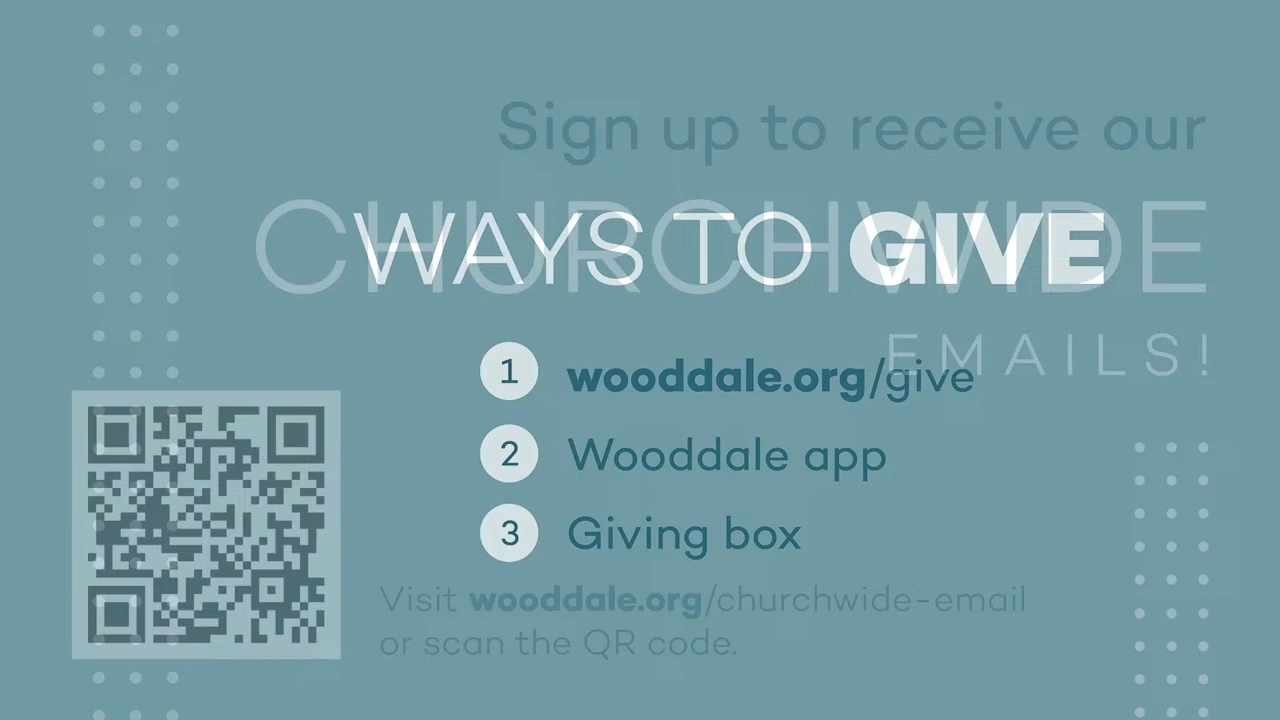 Sign up to receive our
CHURCHWIDE
EMAILS!
WAYS TO GIVE
1 wooddale.org/give
2 Wooddale app
3 Giving box
Visit wooddale.org/churchwide-email
or scan the QR code.